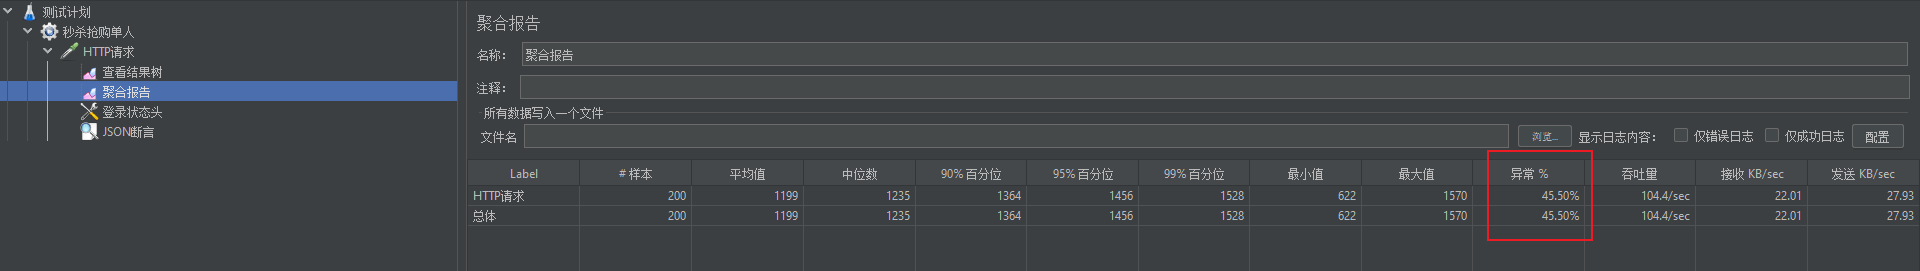 测试计划
秒杀抢购单人
HTTP请求
查看结果树
聚合报告
登录状态头
JSON断言
聚合报告
名称： 聚合报告
注释：
所有数据写入一个文件
文件名 浏览... 显示日志内容： 仅错误日志 仅成功日志 配置
Label # 样本 平均值 中位数 90% 百分位 95% 百分位 99% 百分位 最小值 最大值 异常 % 吞吐量 接收 KB/sec 发送 KB/sec
HTTP请求 200 1199 1235 1364 1456 1528 622 1570 45.50% 104.4/sec 22.01 27.93
总体 200 1199 1235 1364 1456 1528 622 1570 45.50% 104.4/sec 22.01 27.93